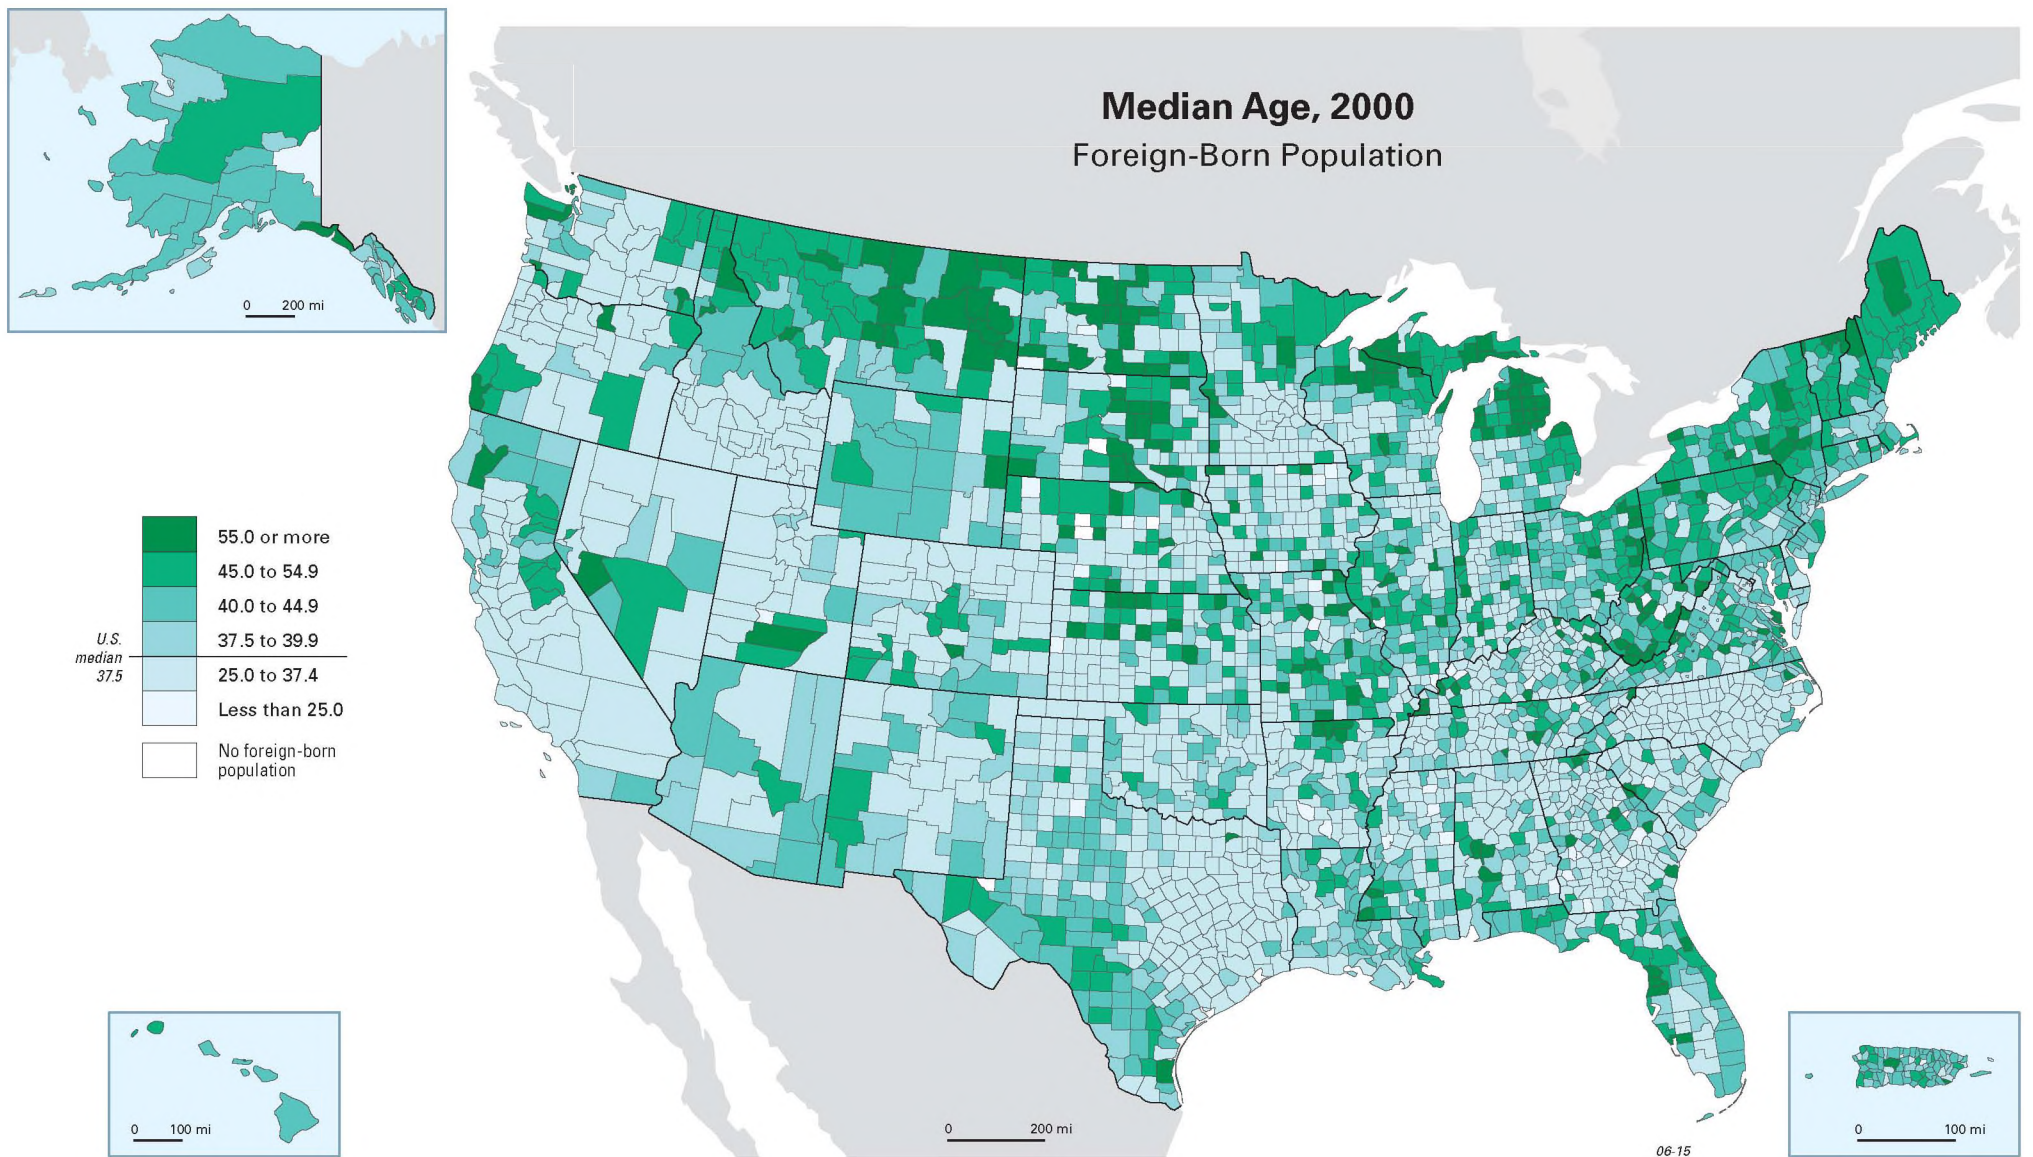 Median Age, 2000
Foreign-Born Population
0 200 mi
55.0 or more
45.0 to 54.9
40.0 to 44.9
37.5 to 39.9
U.S.
median
37.5
25.0 to 37.4
Less than 25.0
No foreign-born
population
0 100 mi
0 200 mi
0 100 mi
06-15